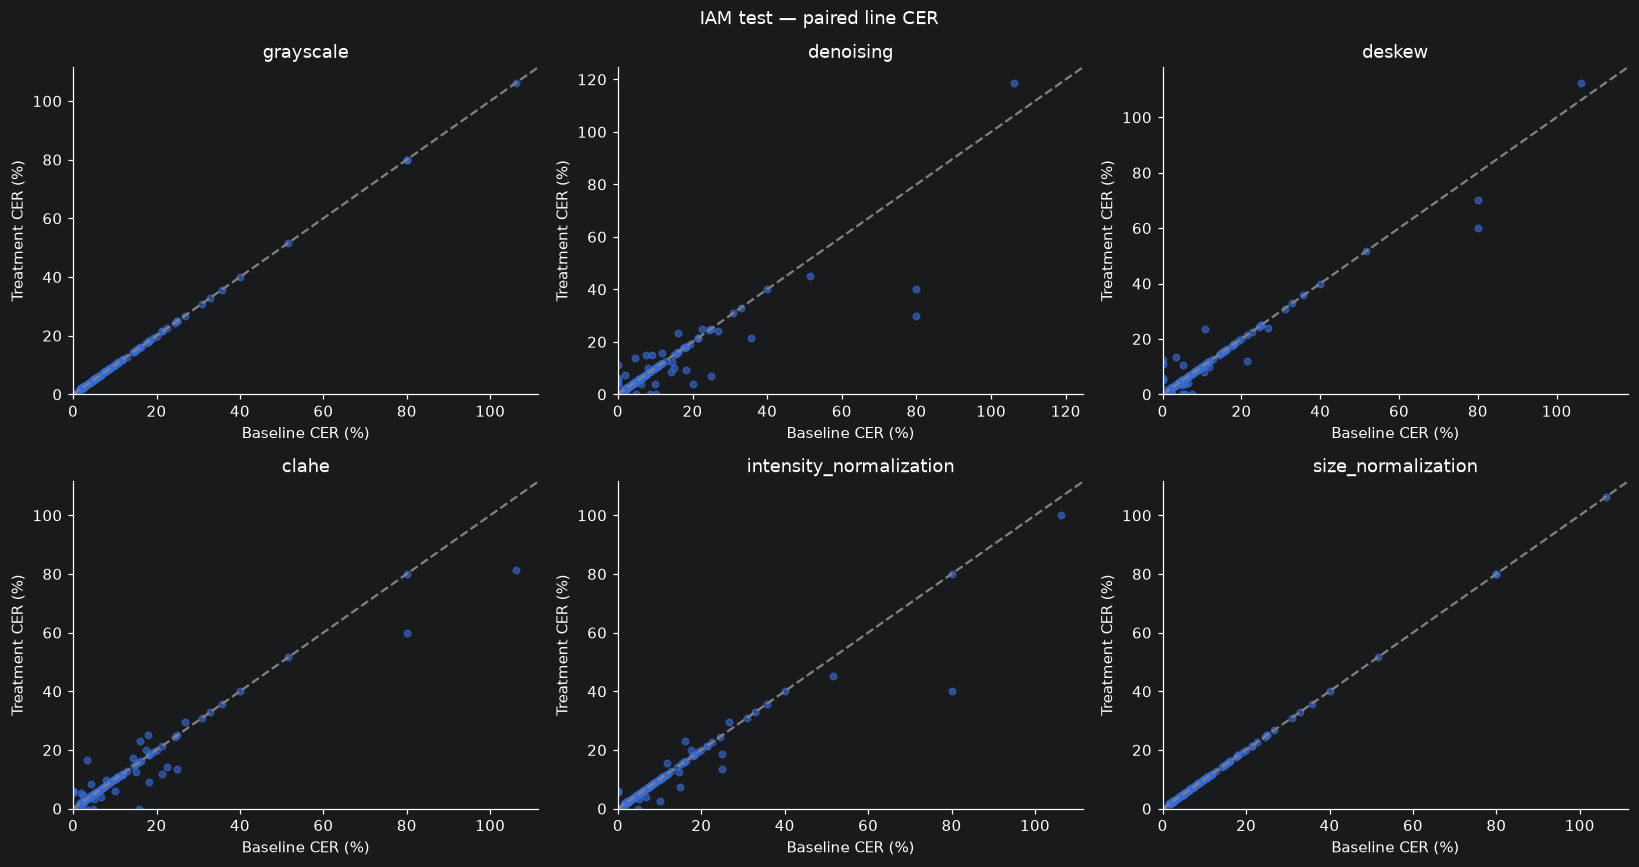 IAM test — paired line CER
grayscale
denoising
deskew
100
80
60
40
20
0
0 20 40 60 80 100
Treatment CER (%)
Baseline CER (%)
120
100
80
60
40
20
0
0 20 40 60 80 100 120
Treatment CER (%)
Baseline CER (%)
100
80
60
40
20
0
0 20 40 60 80 100
Treatment CER (%)
Baseline CER (%)
clahe
intensity_normalization
size_normalization
100
80
60
40
20
0
0 20 40 60 80 100
Treatment CER (%)
Baseline CER (%)
100
80
60
40
20
0
0 20 40 60 80 100
Treatment CER (%)
Baseline CER (%)
100
80
60
40
20
0
0 20 40 60 80 100
Treatment CER (%)
Baseline CER (%)